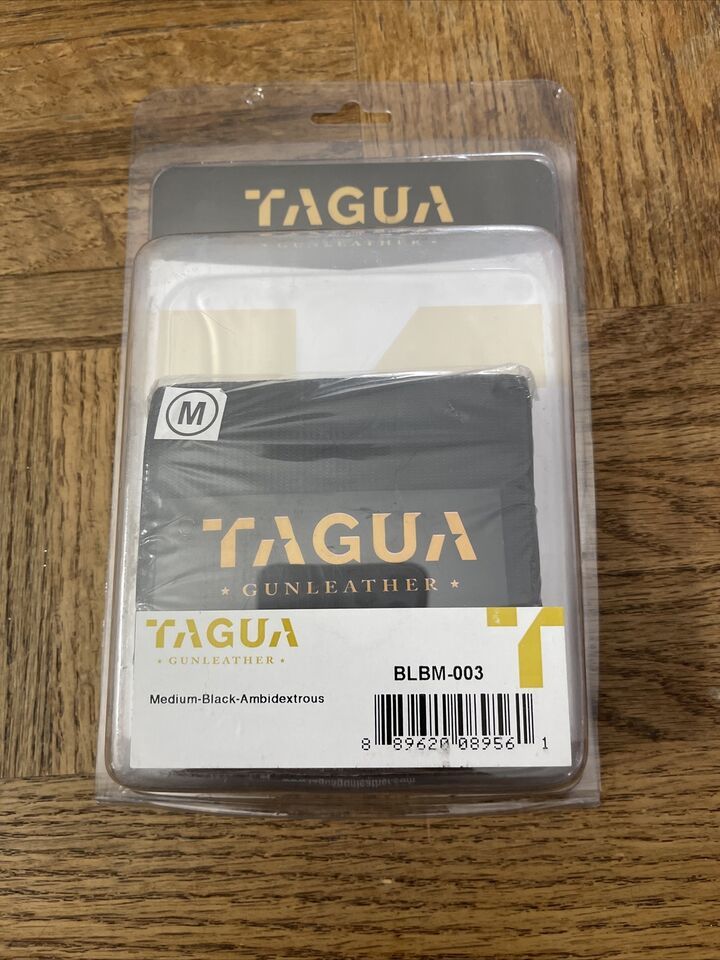 TAGUA
★ GUNLEATHER ★
M
TAGUA
★ GUNLEATHER ★
TAGUA
★ GUNLEATHER ★
BLBM-003
Medium-Black-Ambidextrous
8 89620 08956 1